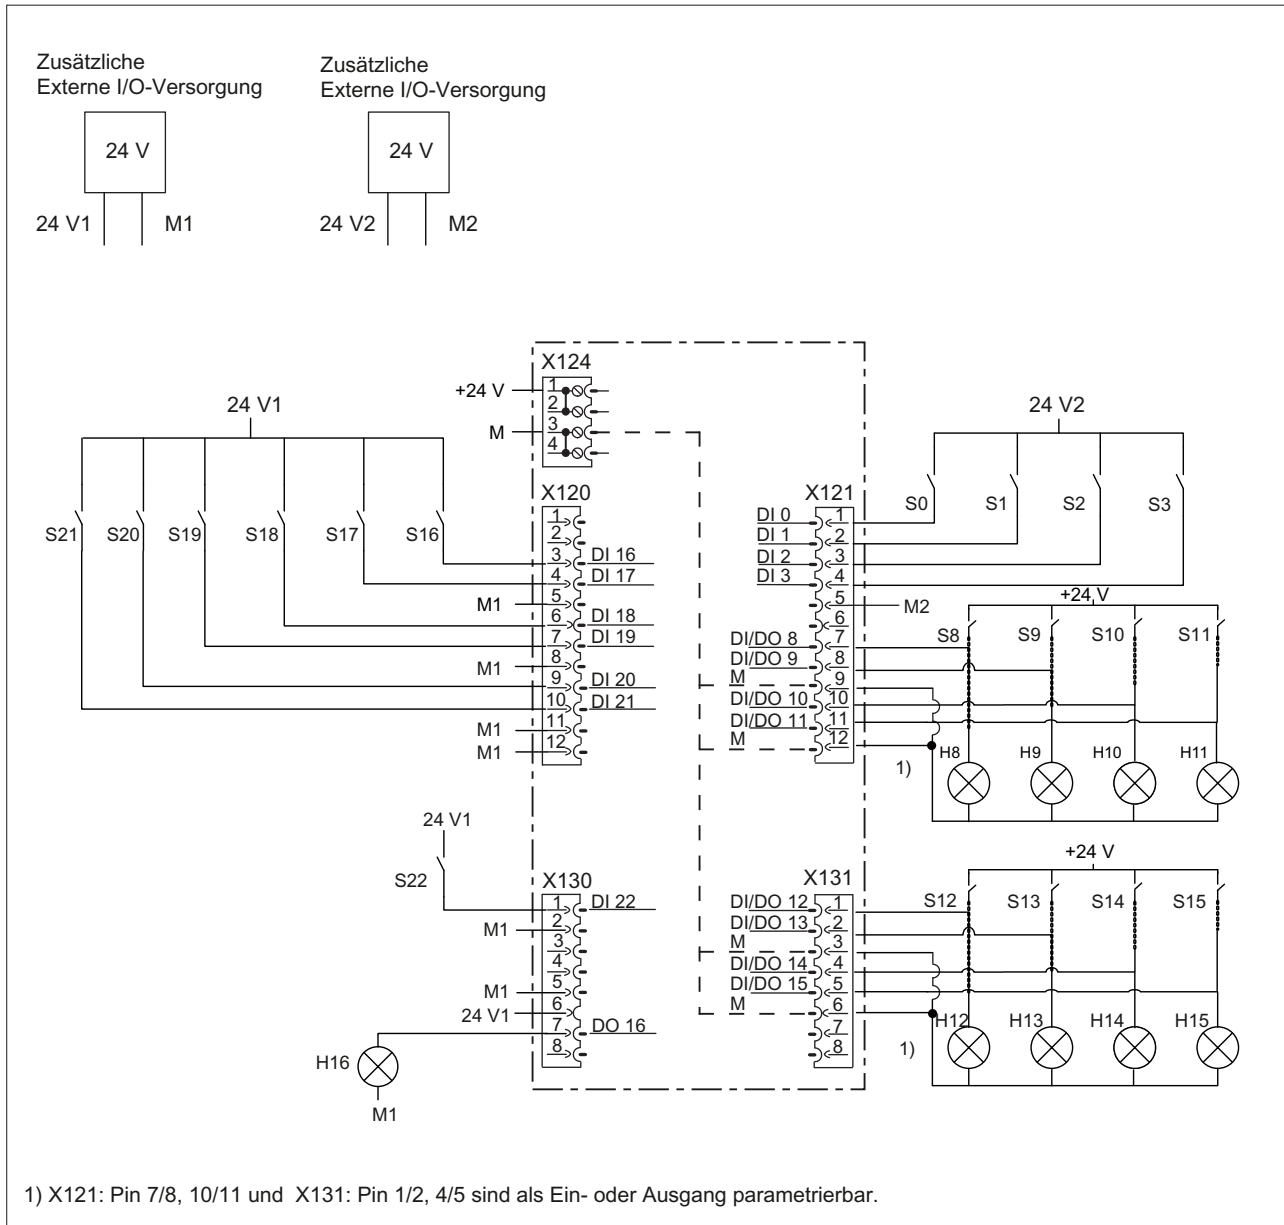 Zusätzliche
Externe I/O-Versorgung
24 V
24 V1
M1
Zusätzliche
Externe I/O-Versorgung
24 V
24 V2
M2
X124
+24 V
1
2
M
3
4
24 V1
S21
S20
S19
S18
S17
S16
X120
1
2
3
DI 16
4
DI 17
M1
5
6
DI 18
7
DI 19
M1
8
9
DI 20
10
DI 21
M1
11
M1
12
24 V2
S0
S1
S2
S3
X121
DI 0
1
DI 1
2
DI 2
3
DI 3
4
5
M2
6
DI/DO 8
7
DI/DO 9
8
M
9
DI/DO 10
10
DI/DO 11
11
M
12
+24 V
S8
S9
S10
S11
1)
H8
H9
H10
H11
24 V1
S22
X130
1
DI 22
M1
2
3
4
M1
5
24 V1
6
7
DO 16
8
H16
M1
X131
DI/DO 12
1
DI/DO 13
2
M
3
DI/DO 14
4
DI/DO 15
5
M
6
7
8
+24 V
S12
S13
S14
S15
1)
H12
H13
H14
H15
1) X121: Pin 7/8, 10/11 und X131: Pin 1/2, 4/5 sind als Ein- oder Ausgang parametrierbar.